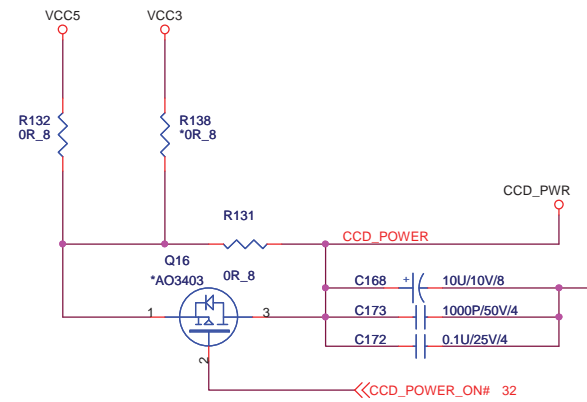 VCC5
VCC3
R132
0R_8
R138
*0R_8
CCD_PWR
R131
CCD_POWER
Q16
*AO3403
0R_8
C168
+
10U/10V/8
1
3
C173
1000P/50V/4
C172
0.1U/25V/4
2
CCD_POWER_ON# 32